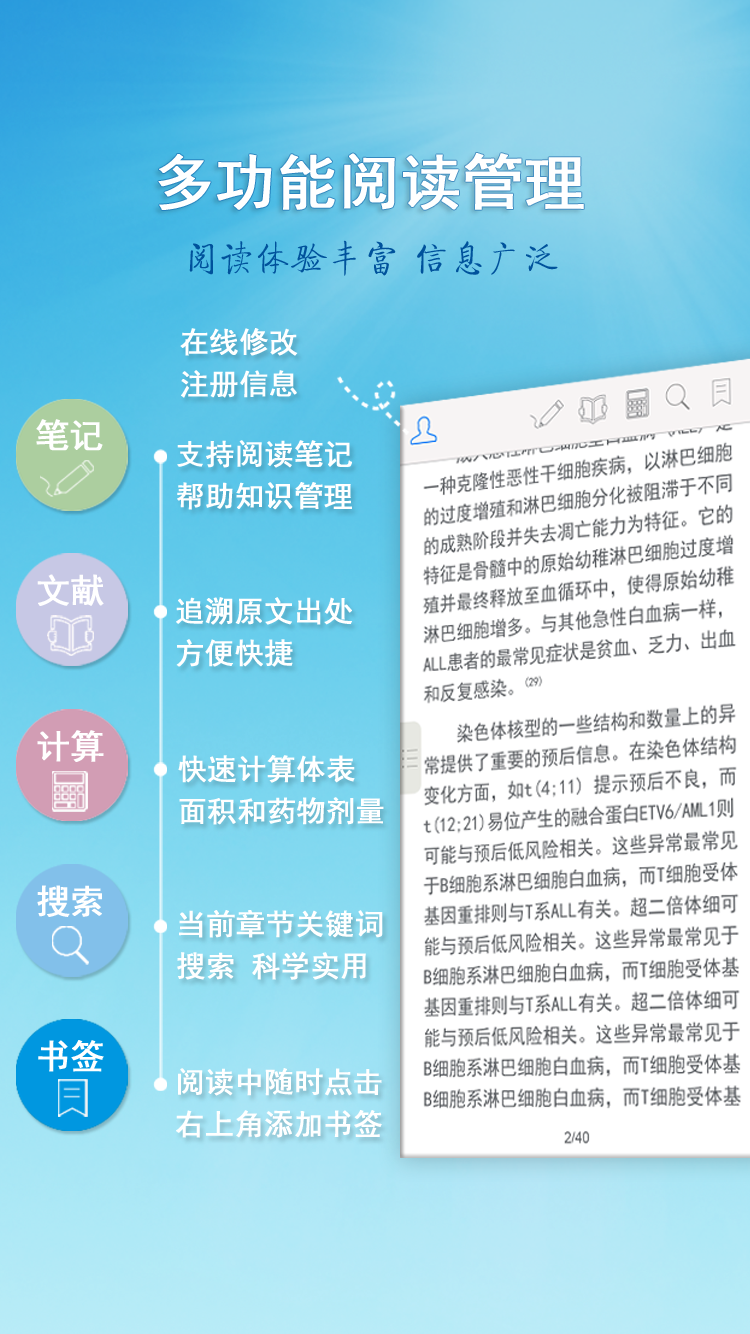 多功能阅读管理
阅读体验丰富 信息广泛
在线修改
注册信息
笔记
支持阅读笔记
帮助知识管理
文献
追溯原文出处
方便快捷
计算
快速计算体表
面积和药物剂量
搜索
当前章节关键词
搜索 科学实用
书签
阅读中随时点击
右上角添加书签
一种克隆性恶性干细胞疾病，以淋巴细胞
的过度增殖和淋巴细胞分化被阻滞于不同
的成熟阶段并失去凋亡能力为特征。它的
特征是骨髓中的原始幼稚淋巴细胞过度增
殖并最终释放至血循环中，使得原始幼稚
淋巴细胞增多。与其他急性白血病一样，
ALL患者的最常见症状是贫血、乏力、出血
和反复感染。(29)
染色体核型的一些结构和数量上的异
常提供了重要的预后信息。在染色体结构
变化方面，如t(4;11) 提示预后不良，而
t(12;21)易位产生的融合蛋白ETV6/AML1则
可能与预后低风险相关。这些异常最常见
于B细胞系淋巴细胞白血病，而T细胞受体
基因重排则与T系ALL有关。超二倍体细可
能与预后低风险相关。这些异常最常见于
B细胞系淋巴细胞白血病，而T细胞受体基
基因重排则与T系ALL有关。超二倍体细可
能与预后低风险相关。这些异常最常见于
B细胞系淋巴细胞白血病，而T细胞受体基
B细胞系淋巴细胞白血病，而T细胞受体基
2/40